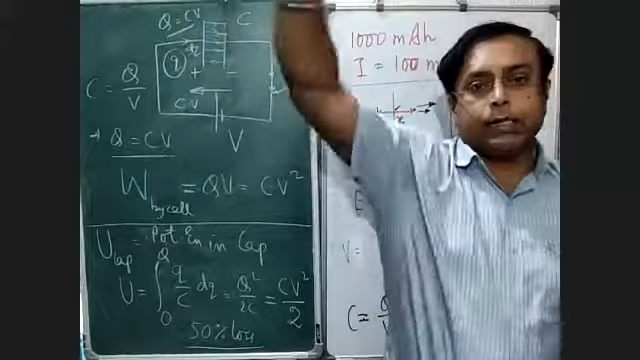 Q = CV
C
dq
q
+ −
C = Q/V
CV
→ Q = CV
V
W by cell = QV = CV²
U cap = Pot En in Cap
U = ∫₀^Q q/C dq = Q²/2C = CV²/2
50% loss
1000 mAh
I = 100 m
x
E
V =
C = Q/V